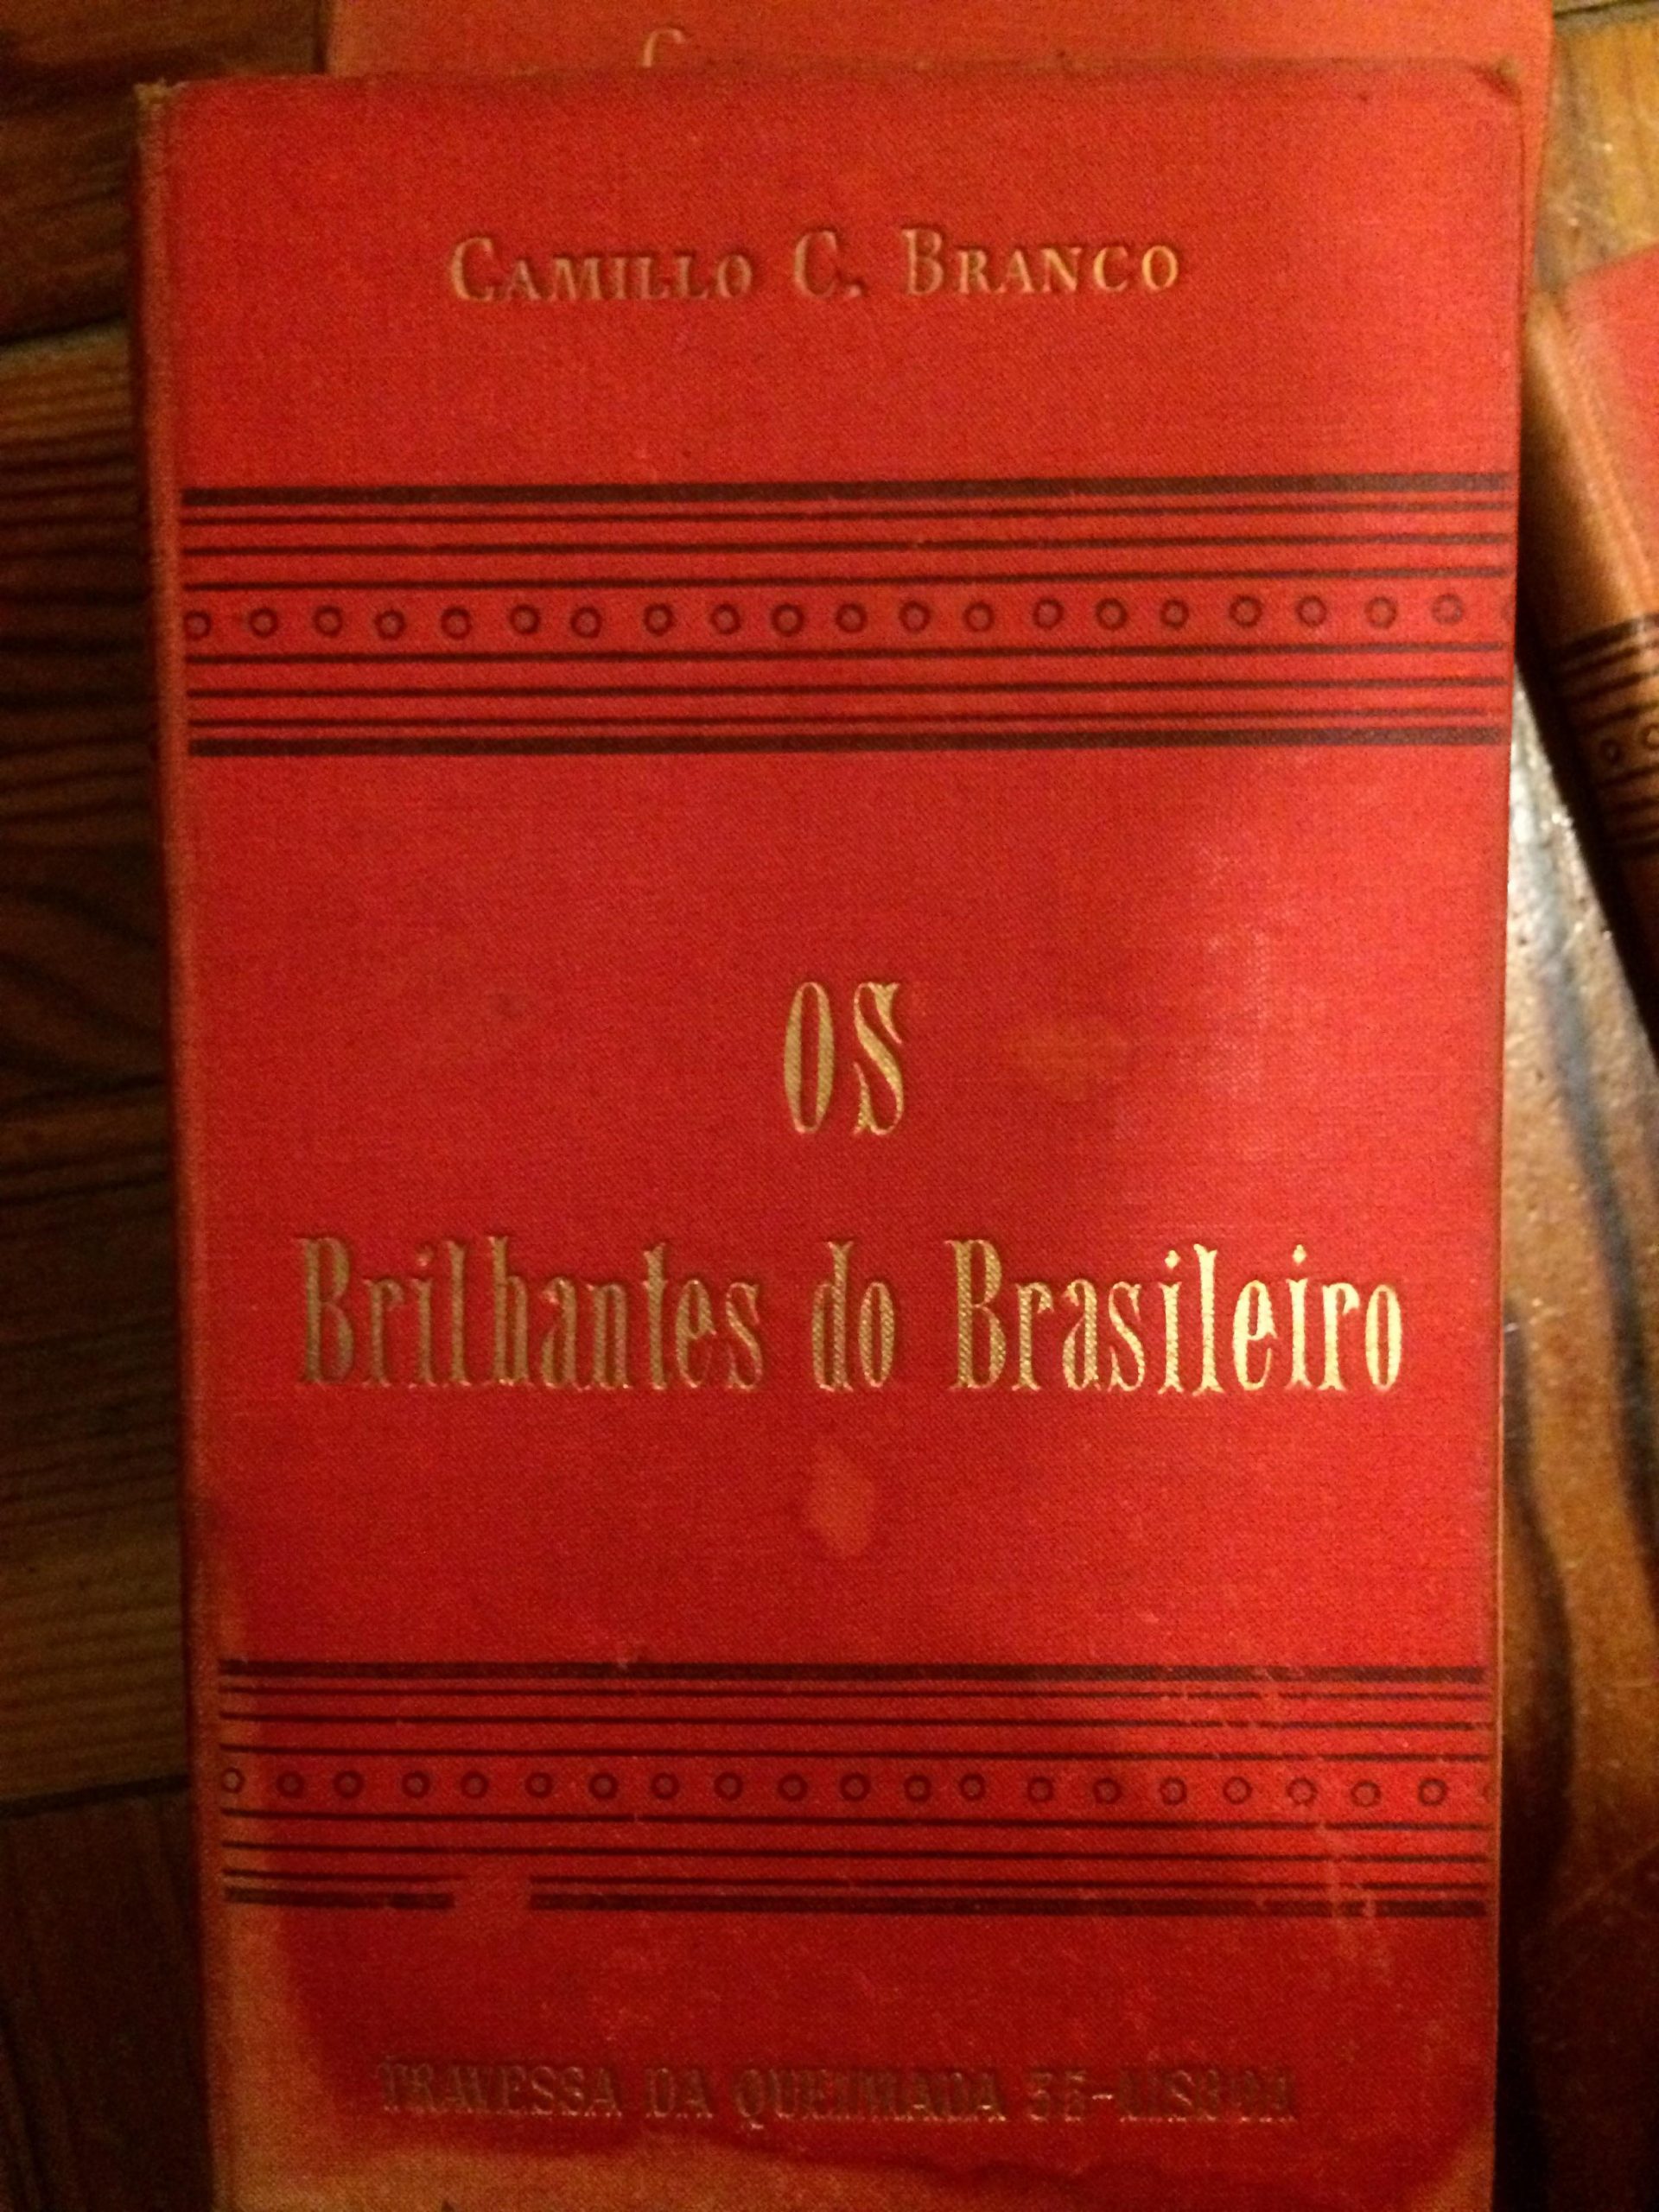 CAMILLO C. BRANCO
OS
Brilhantes do Brasileiro
TRAVESSA DA QUEIMADA 35-LISBOA